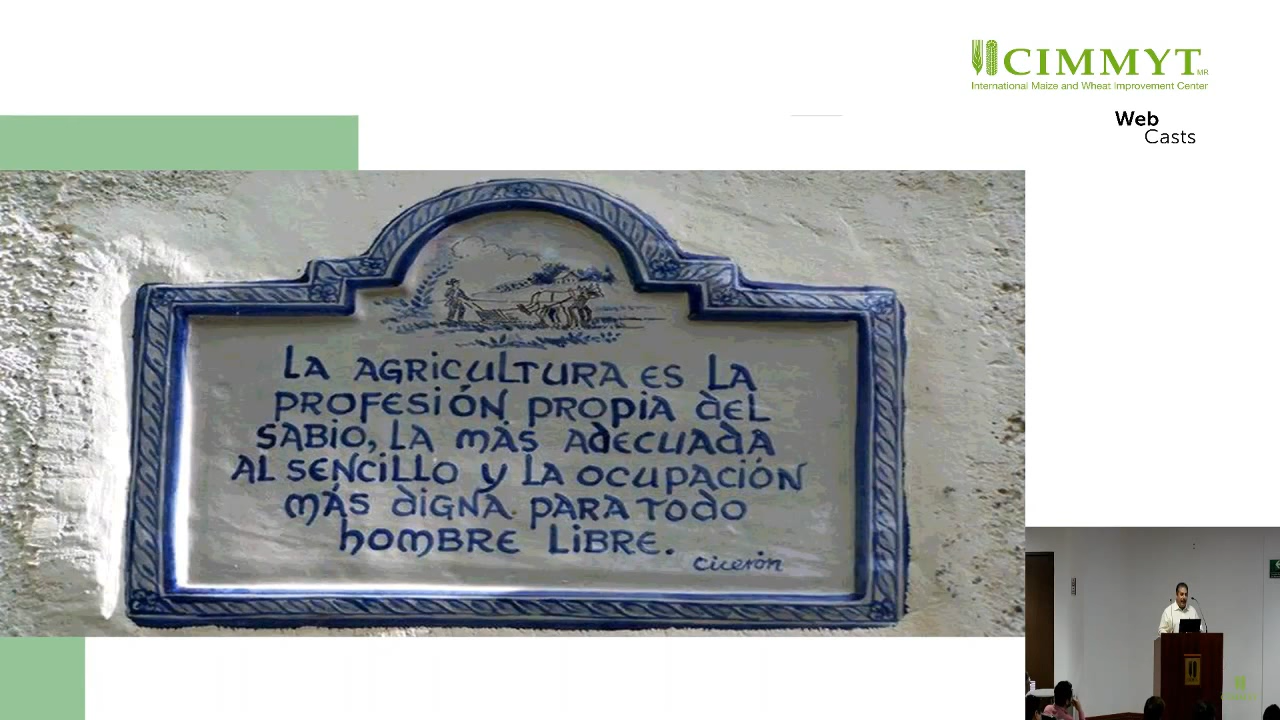 CIMMYT MR
International Maize and Wheat Improvement Center
Web
Casts
LA AGRICULTURA ES LA
PROFESIÓN PROPIA DEL
SABIO, LA MÁS ADECUADA
AL SENCILLO Y LA OCUPACIÓN
MÁS DIGNA PARA TODO
HOMBRE LIBRE.
Cicerón